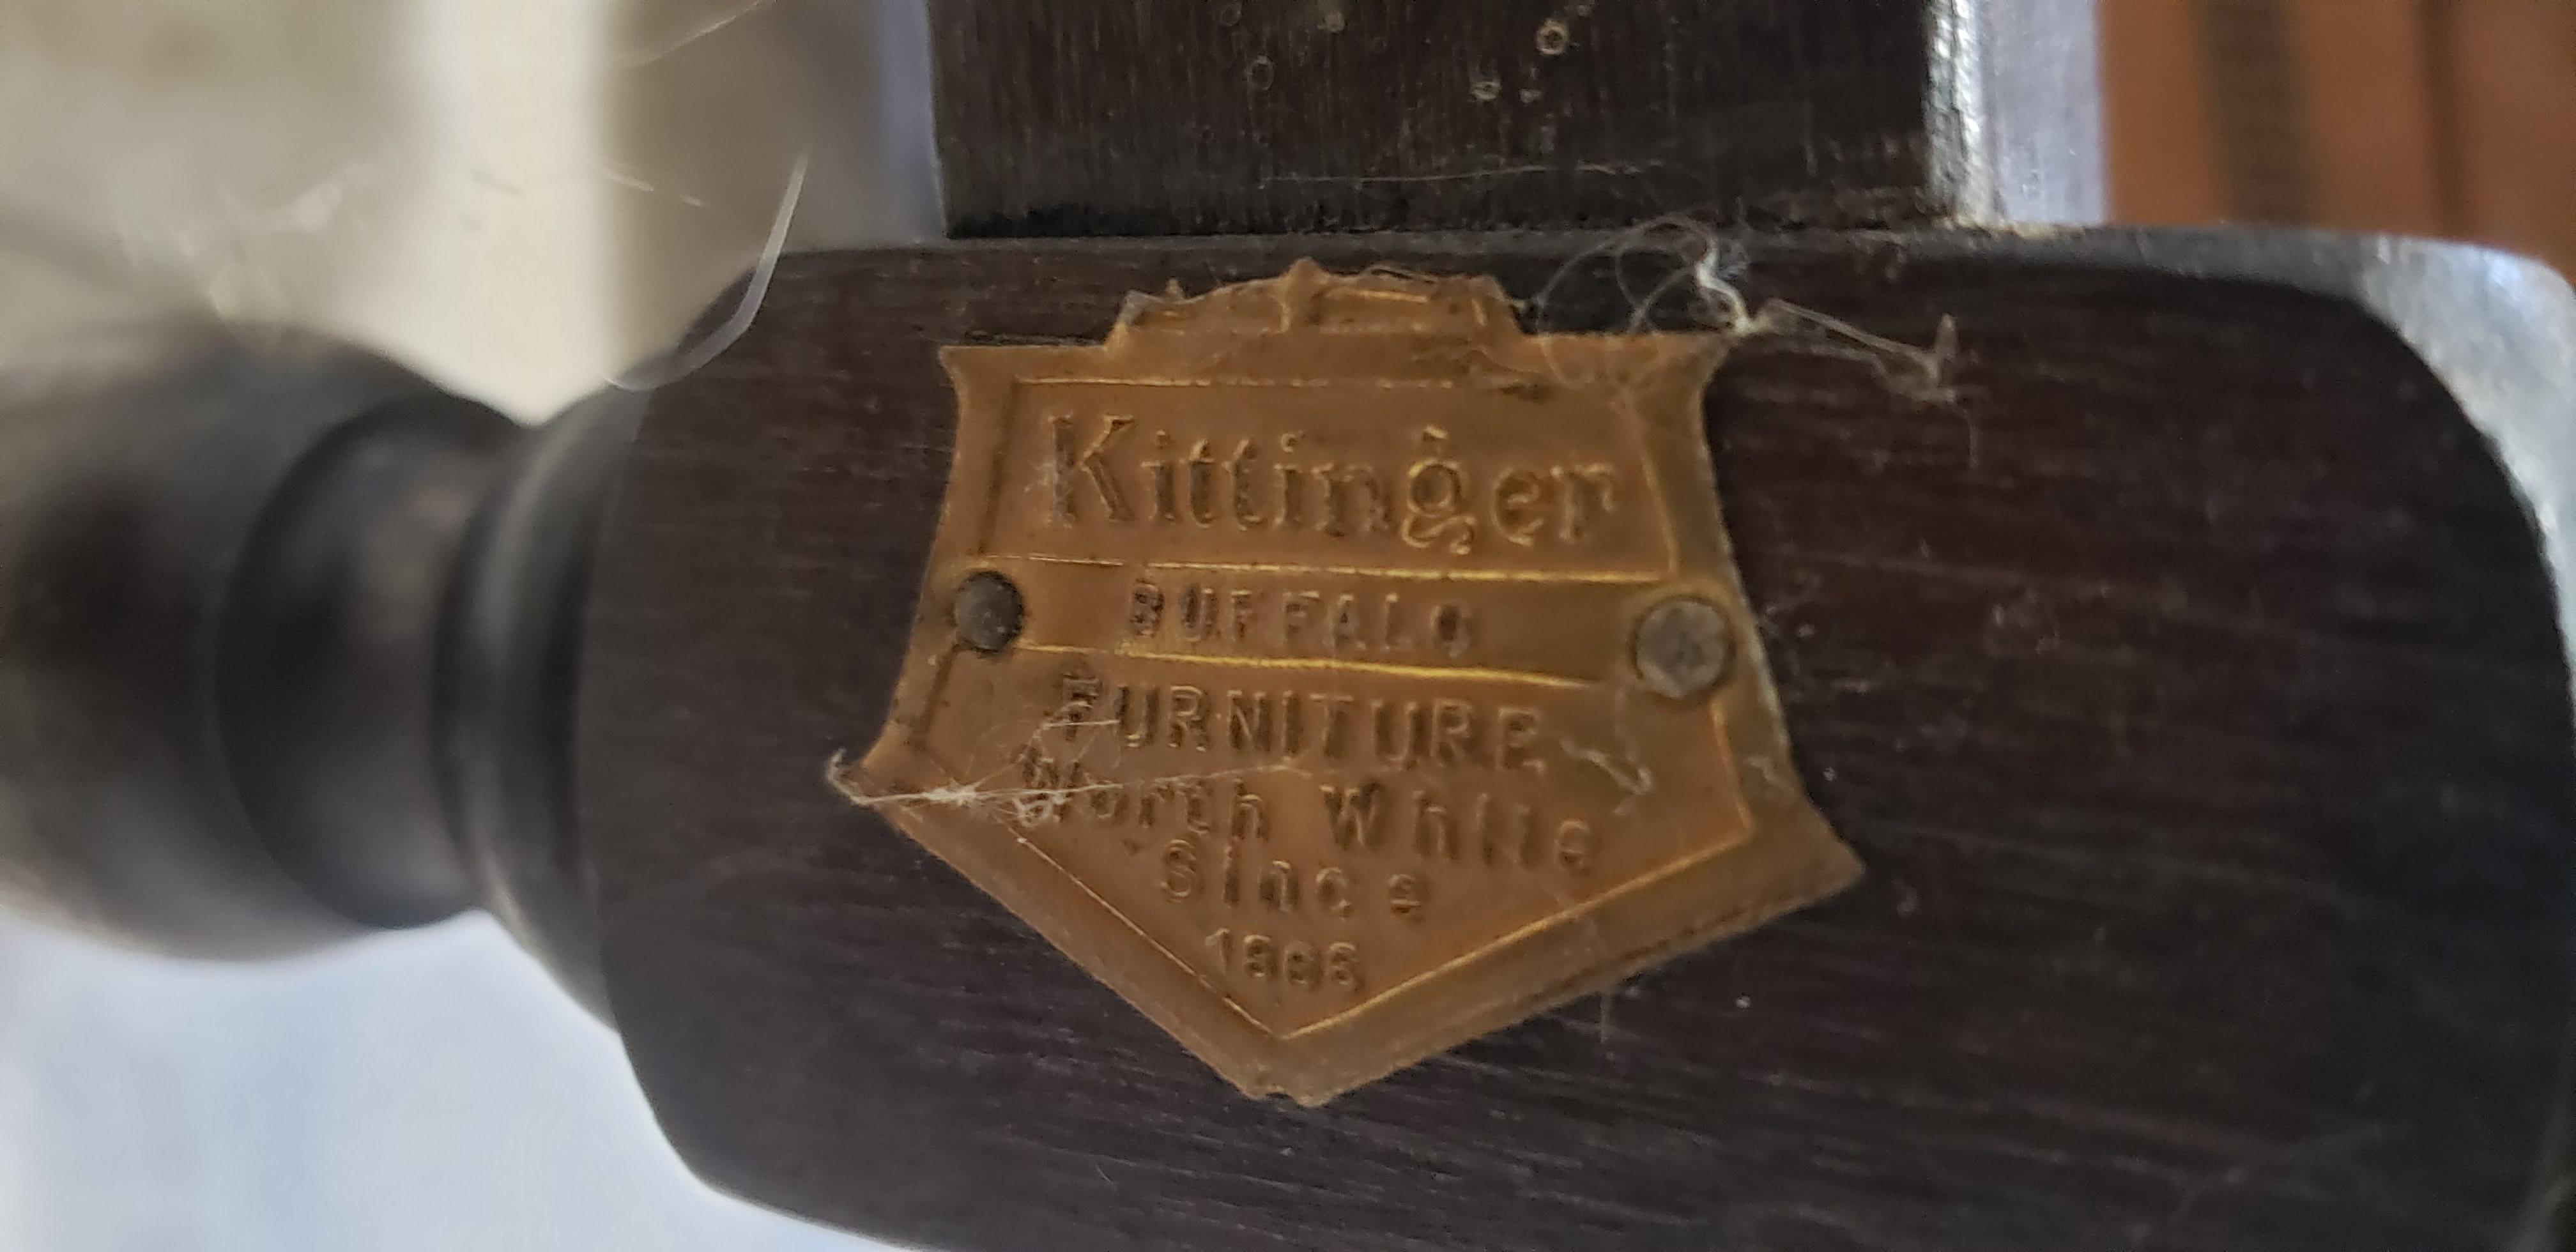 Kittinger
BUFFALO
FURNITURE
Worth While
Since
1866